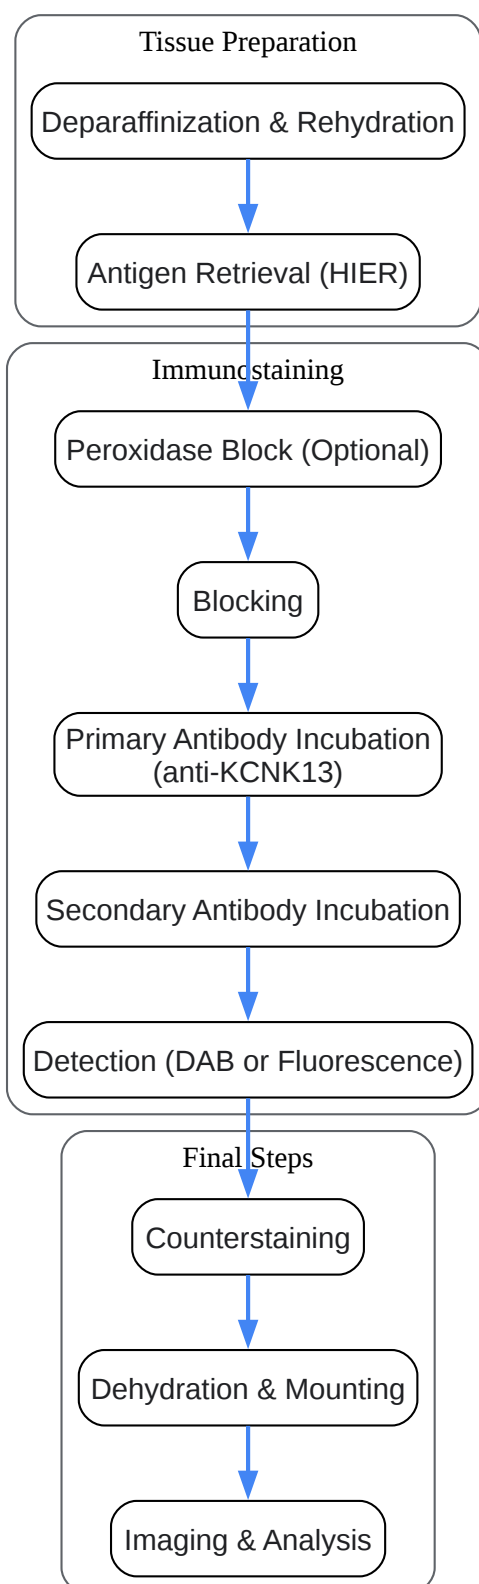 Tissue Preparation
Deparaffinization & Rehydration
Antigen Retrieval (HIER)
Immunostaining
Peroxidase Block (Optional)
Blocking
Primary Antibody Incubation
(anti-KCNK13)
Secondary Antibody Incubation
Detection (DAB or Fluorescence)
Final Steps
Counterstaining
Dehydration & Mounting
Imaging & Analysis